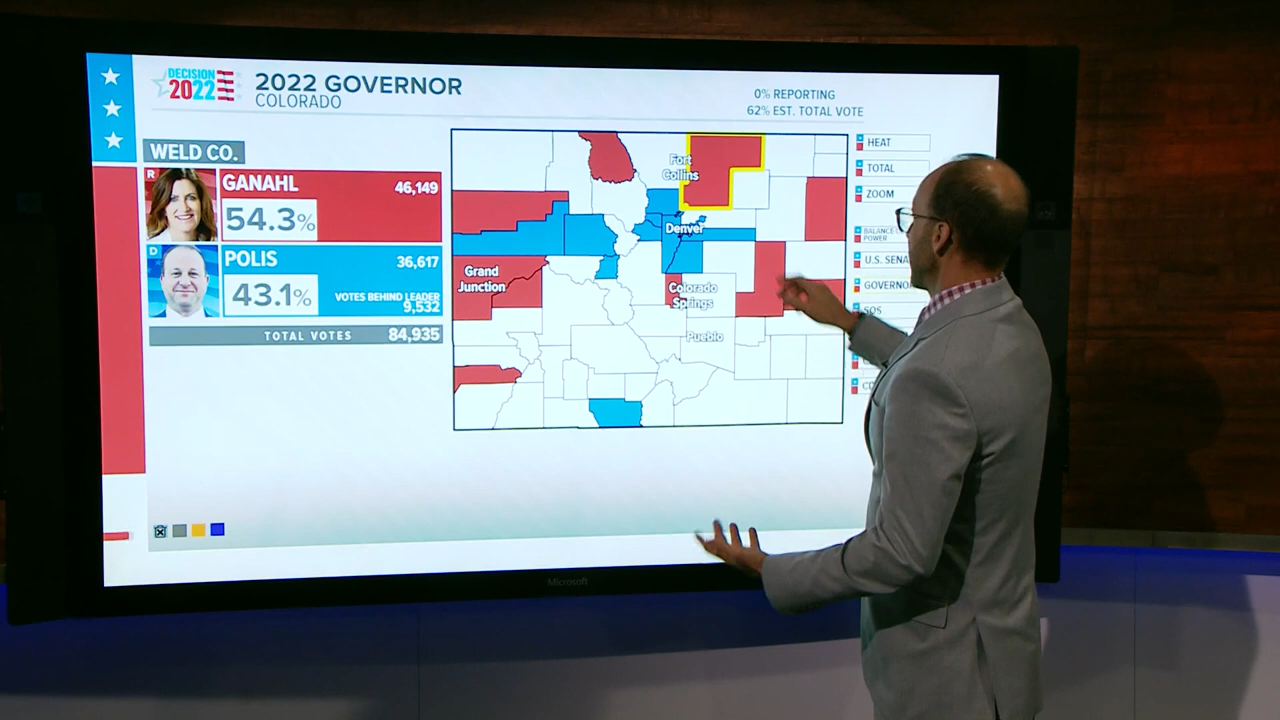 DECISION
2022
2022 GOVERNOR
COLORADO
0% REPORTING
62% EST. TOTAL VOTE
WELD CO.
R
GANAHL
46,149
54.3%
D
POLIS
36,617
43.1%
VOTES BEHIND LEADER
9,532
TOTAL VOTES
84,935
Fort
Collins
Denver
Grand
Junction
Colorado
Springs
Pueblo
HEAT
TOTAL
ZOOM
BALANCE
POWER
U.S. SENA
GOVERNO
SOS
Microsoft